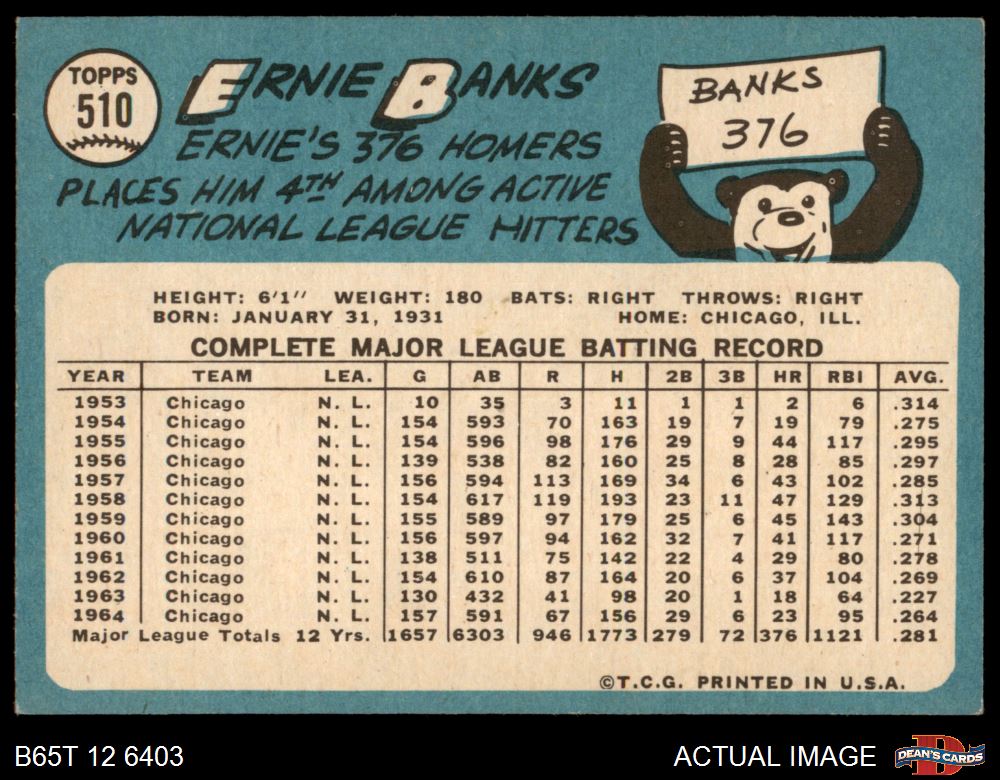 TOPPS
510
ERNIE BANKS
ERNIE'S 376 HOMERS
PLACES HIM 4TH AMONG ACTIVE
NATIONAL LEAGUE HITTERS
BANKS
376
HEIGHT: 6'1" WEIGHT: 180 BATS: RIGHT THROWS: RIGHT
BORN: JANUARY 31, 1931 HOME: CHICAGO, ILL.
COMPLETE MAJOR LEAGUE BATTING RECORD
YEAR TEAM LEA. G AB R H 2B 3B HR RBI AVG.
1953 Chicago N. L. 10 35 3 11 1 1 2 6 .314
1954 Chicago N. L. 154 593 70 163 19 7 19 79 .275
1955 Chicago N. L. 154 596 98 176 29 9 44 117 .295
1956 Chicago N. L. 139 538 82 160 25 8 28 85 .297
1957 Chicago N. L. 156 594 113 169 34 6 43 102 .285
1958 Chicago N. L. 154 617 119 193 23 11 47 129 .313
1959 Chicago N. L. 155 589 97 179 25 6 45 143 .304
1960 Chicago N. L. 156 597 94 162 32 7 41 117 .271
1961 Chicago N. L. 138 511 75 142 22 4 29 80 .278
1962 Chicago N. L. 154 610 87 164 20 6 37 104 .269
1963 Chicago N. L. 130 432 41 98 20 1 18 64 .227
1964 Chicago N. L. 157 591 67 156 29 6 23 95 .264
Major League Totals 12 Yrs. 1657 6303 946 1773 279 72 376 1121 .281
©T.C.G. PRINTED IN U.S.A.
B65T 12 6403
ACTUAL IMAGE
D
DEAN'S CARDS